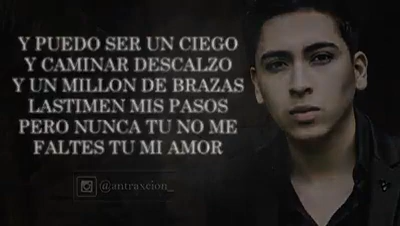 Y PUEDO SER UN CIEGO
Y CAMINAR DESCALZO
Y UN MILLON DE BRAZAS
LASTIMEN MIS PASOS
PERO NUNCA TU NO ME
FALTES TU MI AMOR
@antraxcion_